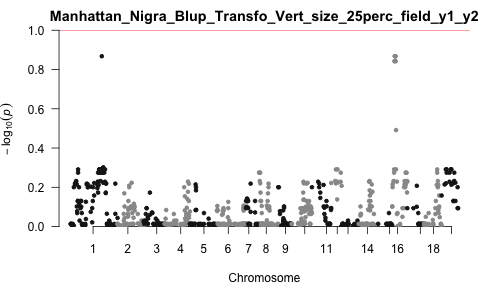 Manhattan_Nigra_Blup_Transfo_Vert_size_25perc_field_y1_y2
1.0
0.8
0.6
0.4
0.2
0.0
− log10(p)
1 2 3 4 5 6 7 8 9 11 14 16 18
Chromosome